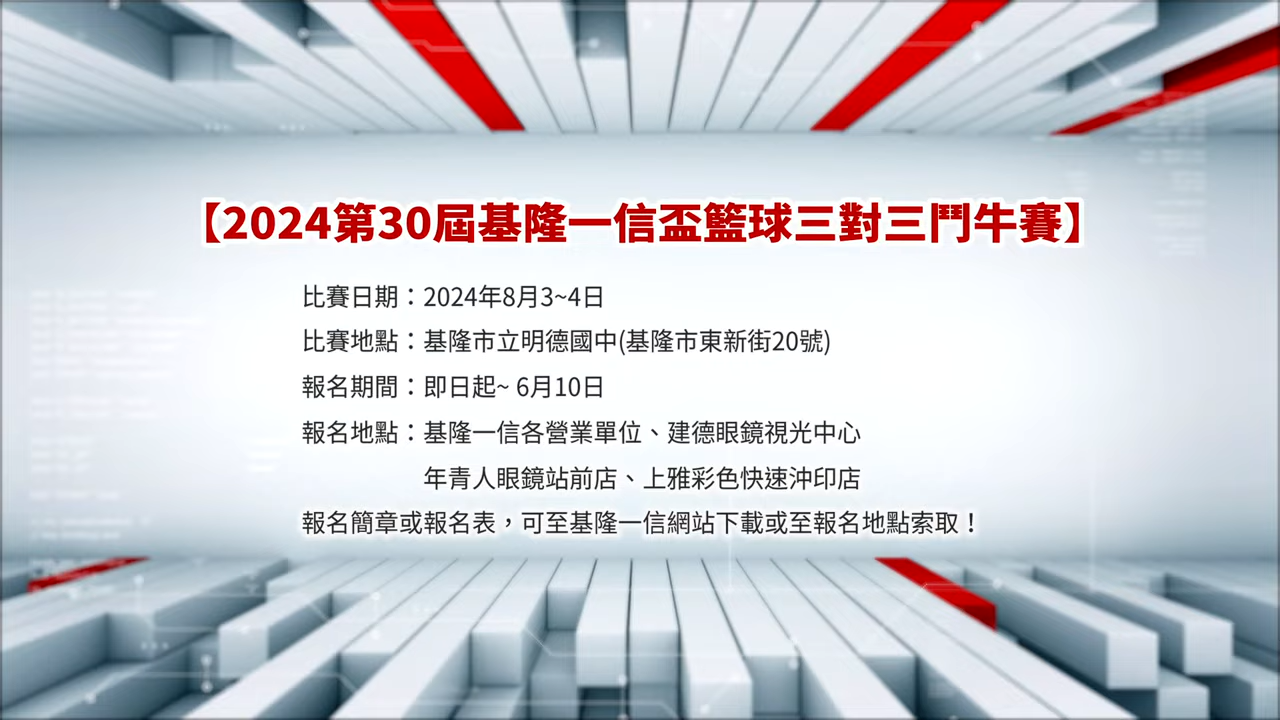 【2024第30屆基隆一信盃籃球三對三鬥牛賽】
比賽日期：2024年8月3~4日
比賽地點：基隆市立明德國中(基隆市東新街20號)
報名期間：即日起~ 6月10日
報名地點：基隆一信各營業單位、建德眼鏡視光中心
年青人眼鏡站前店、上雅彩色快速沖印店
報名簡章或報名表，可至基隆一信網站下載或至報名地點索取！